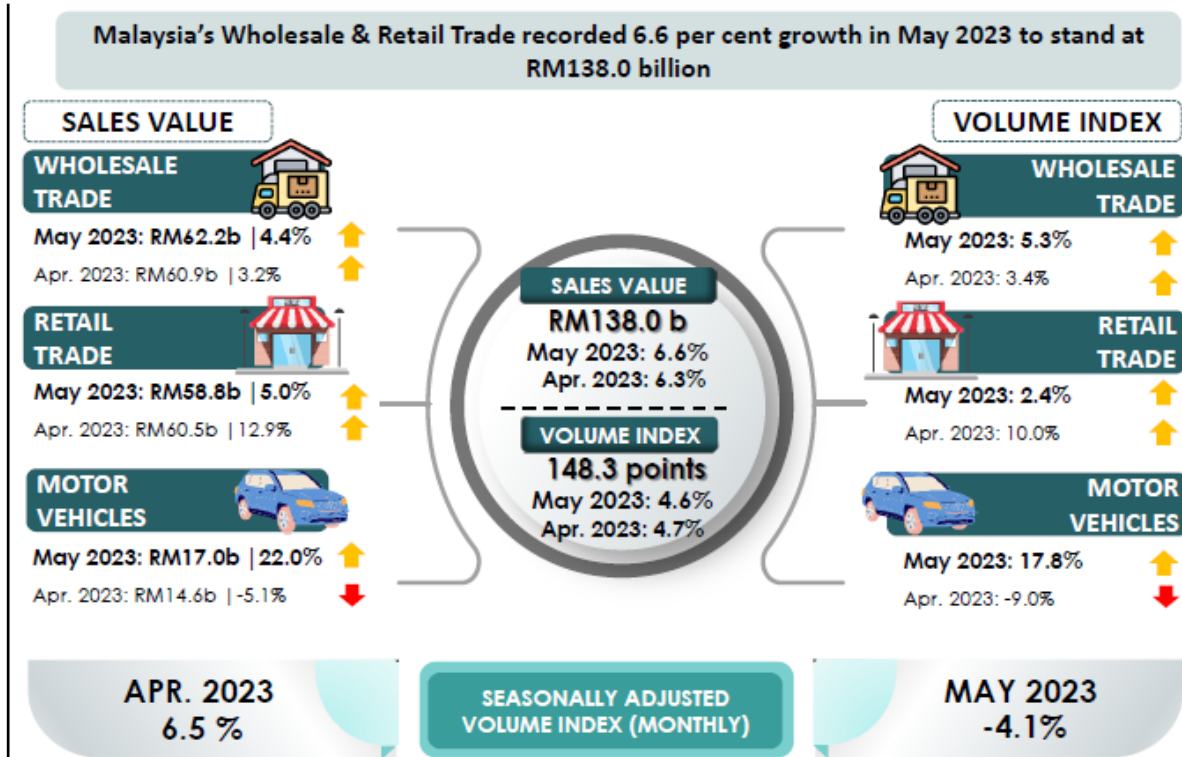 Malaysia's Wholesale & Retail Trade recorded 6.6 per cent growth in May 2023 to stand at
RM138.0 billion
SALES VALUE
WHOLESALE
TRADE
May 2023: RM62.2b |4.4%
Apr. 2023: RM60.9b |3.2%
RETAIL
TRADE
May 2023: RM58.8b |5.0%
Apr. 2023: RM60.5b |12.9%
MOTOR
VEHICLES
May 2023: RM17.0b |22.0%
Apr. 2023: RM14.6b | -5.1%
SALES VALUE
RM138.0 b
May 2023: 6.6%
Apr. 2023: 6.3%
VOLUME INDEX
148.3 points
May 2023: 4.6%
Apr. 2023: 4.7%
VOLUME INDEX
WHOLESALE
TRADE
May 2023: 5.3%
Apr. 2023: 3.4%
RETAIL
TRADE
May 2023: 2.4%
Apr. 2023: 10.0%
MOTOR
VEHICLES
May 2023: 17.8%
Apr. 2023: -9.0%
APR. 2023
6.5 %
SEASONALLY ADJUSTED
VOLUME INDEX (MONTHLY)
MAY 2023
-4.1%